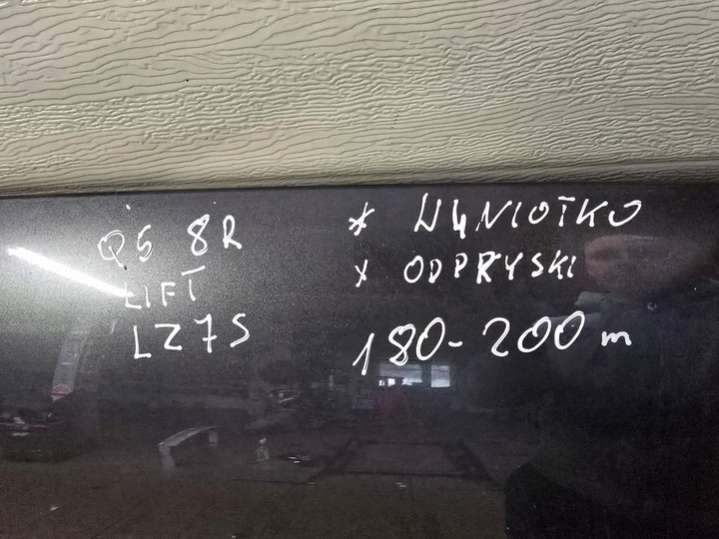 Q5 8R
LIFT
LZ7S
* WGNIOTKO
x ODPRYSKI
180-200 m